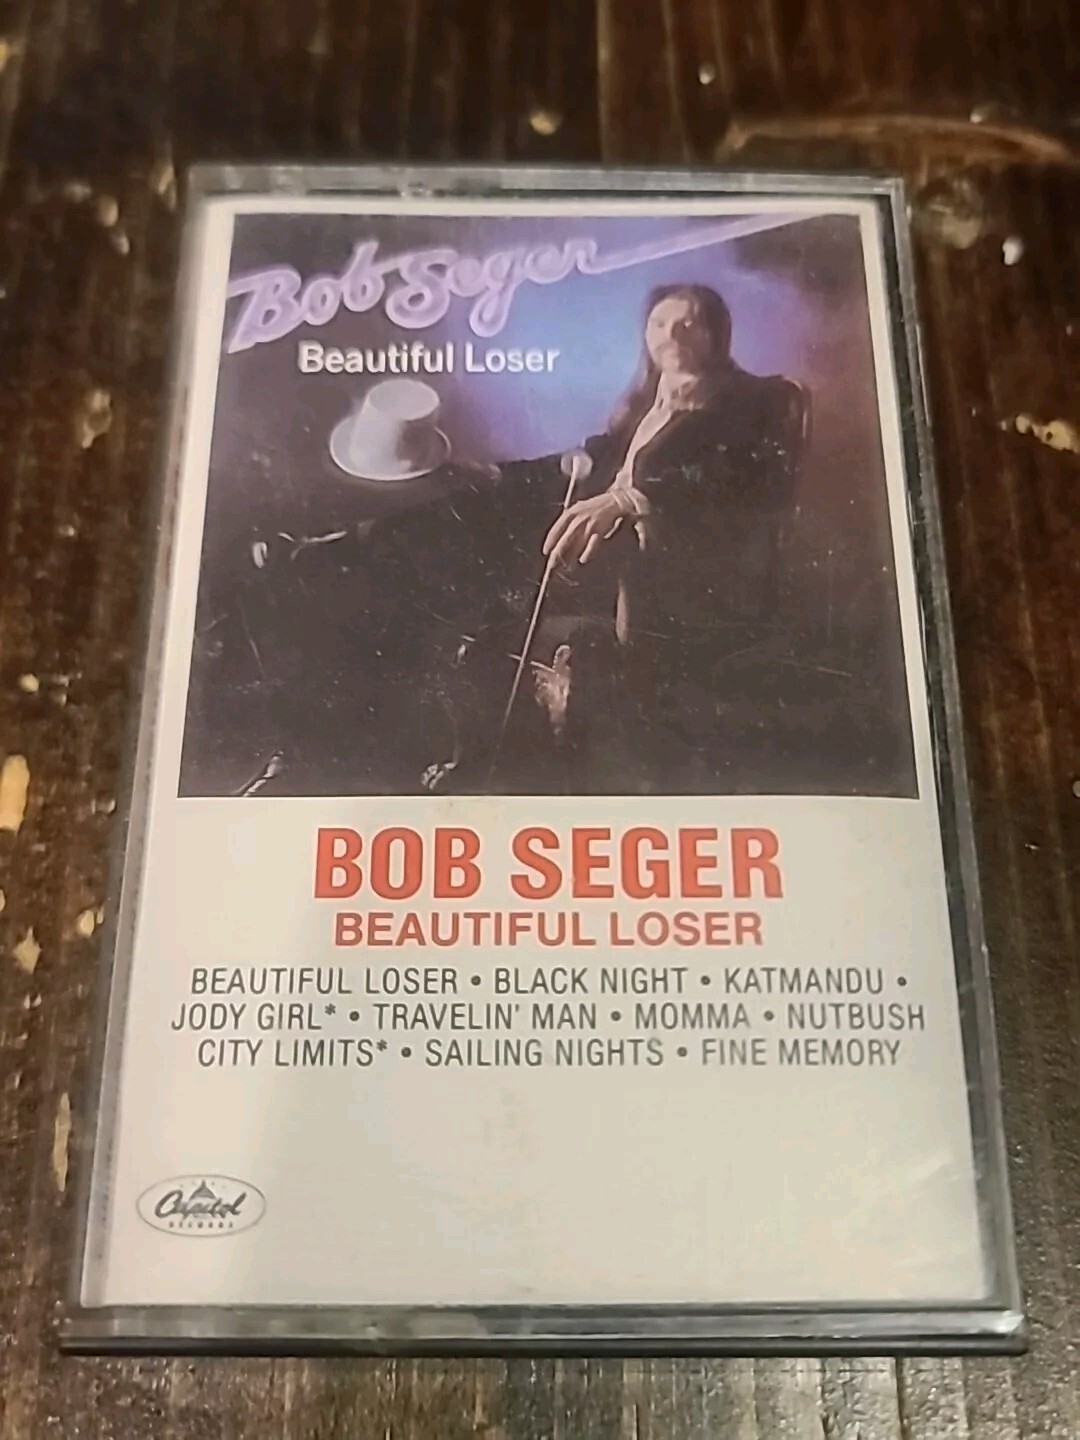 Bob Seger
Beautiful Loser
BOB SEGER
BEAUTIFUL LOSER
BEAUTIFUL LOSER • BLACK NIGHT • KATMANDU •
JODY GIRL* • TRAVELIN' MAN • MOMMA • NUTBUSH
CITY LIMITS* • SAILING NIGHTS • FINE MEMORY
Capitol
RECORDS